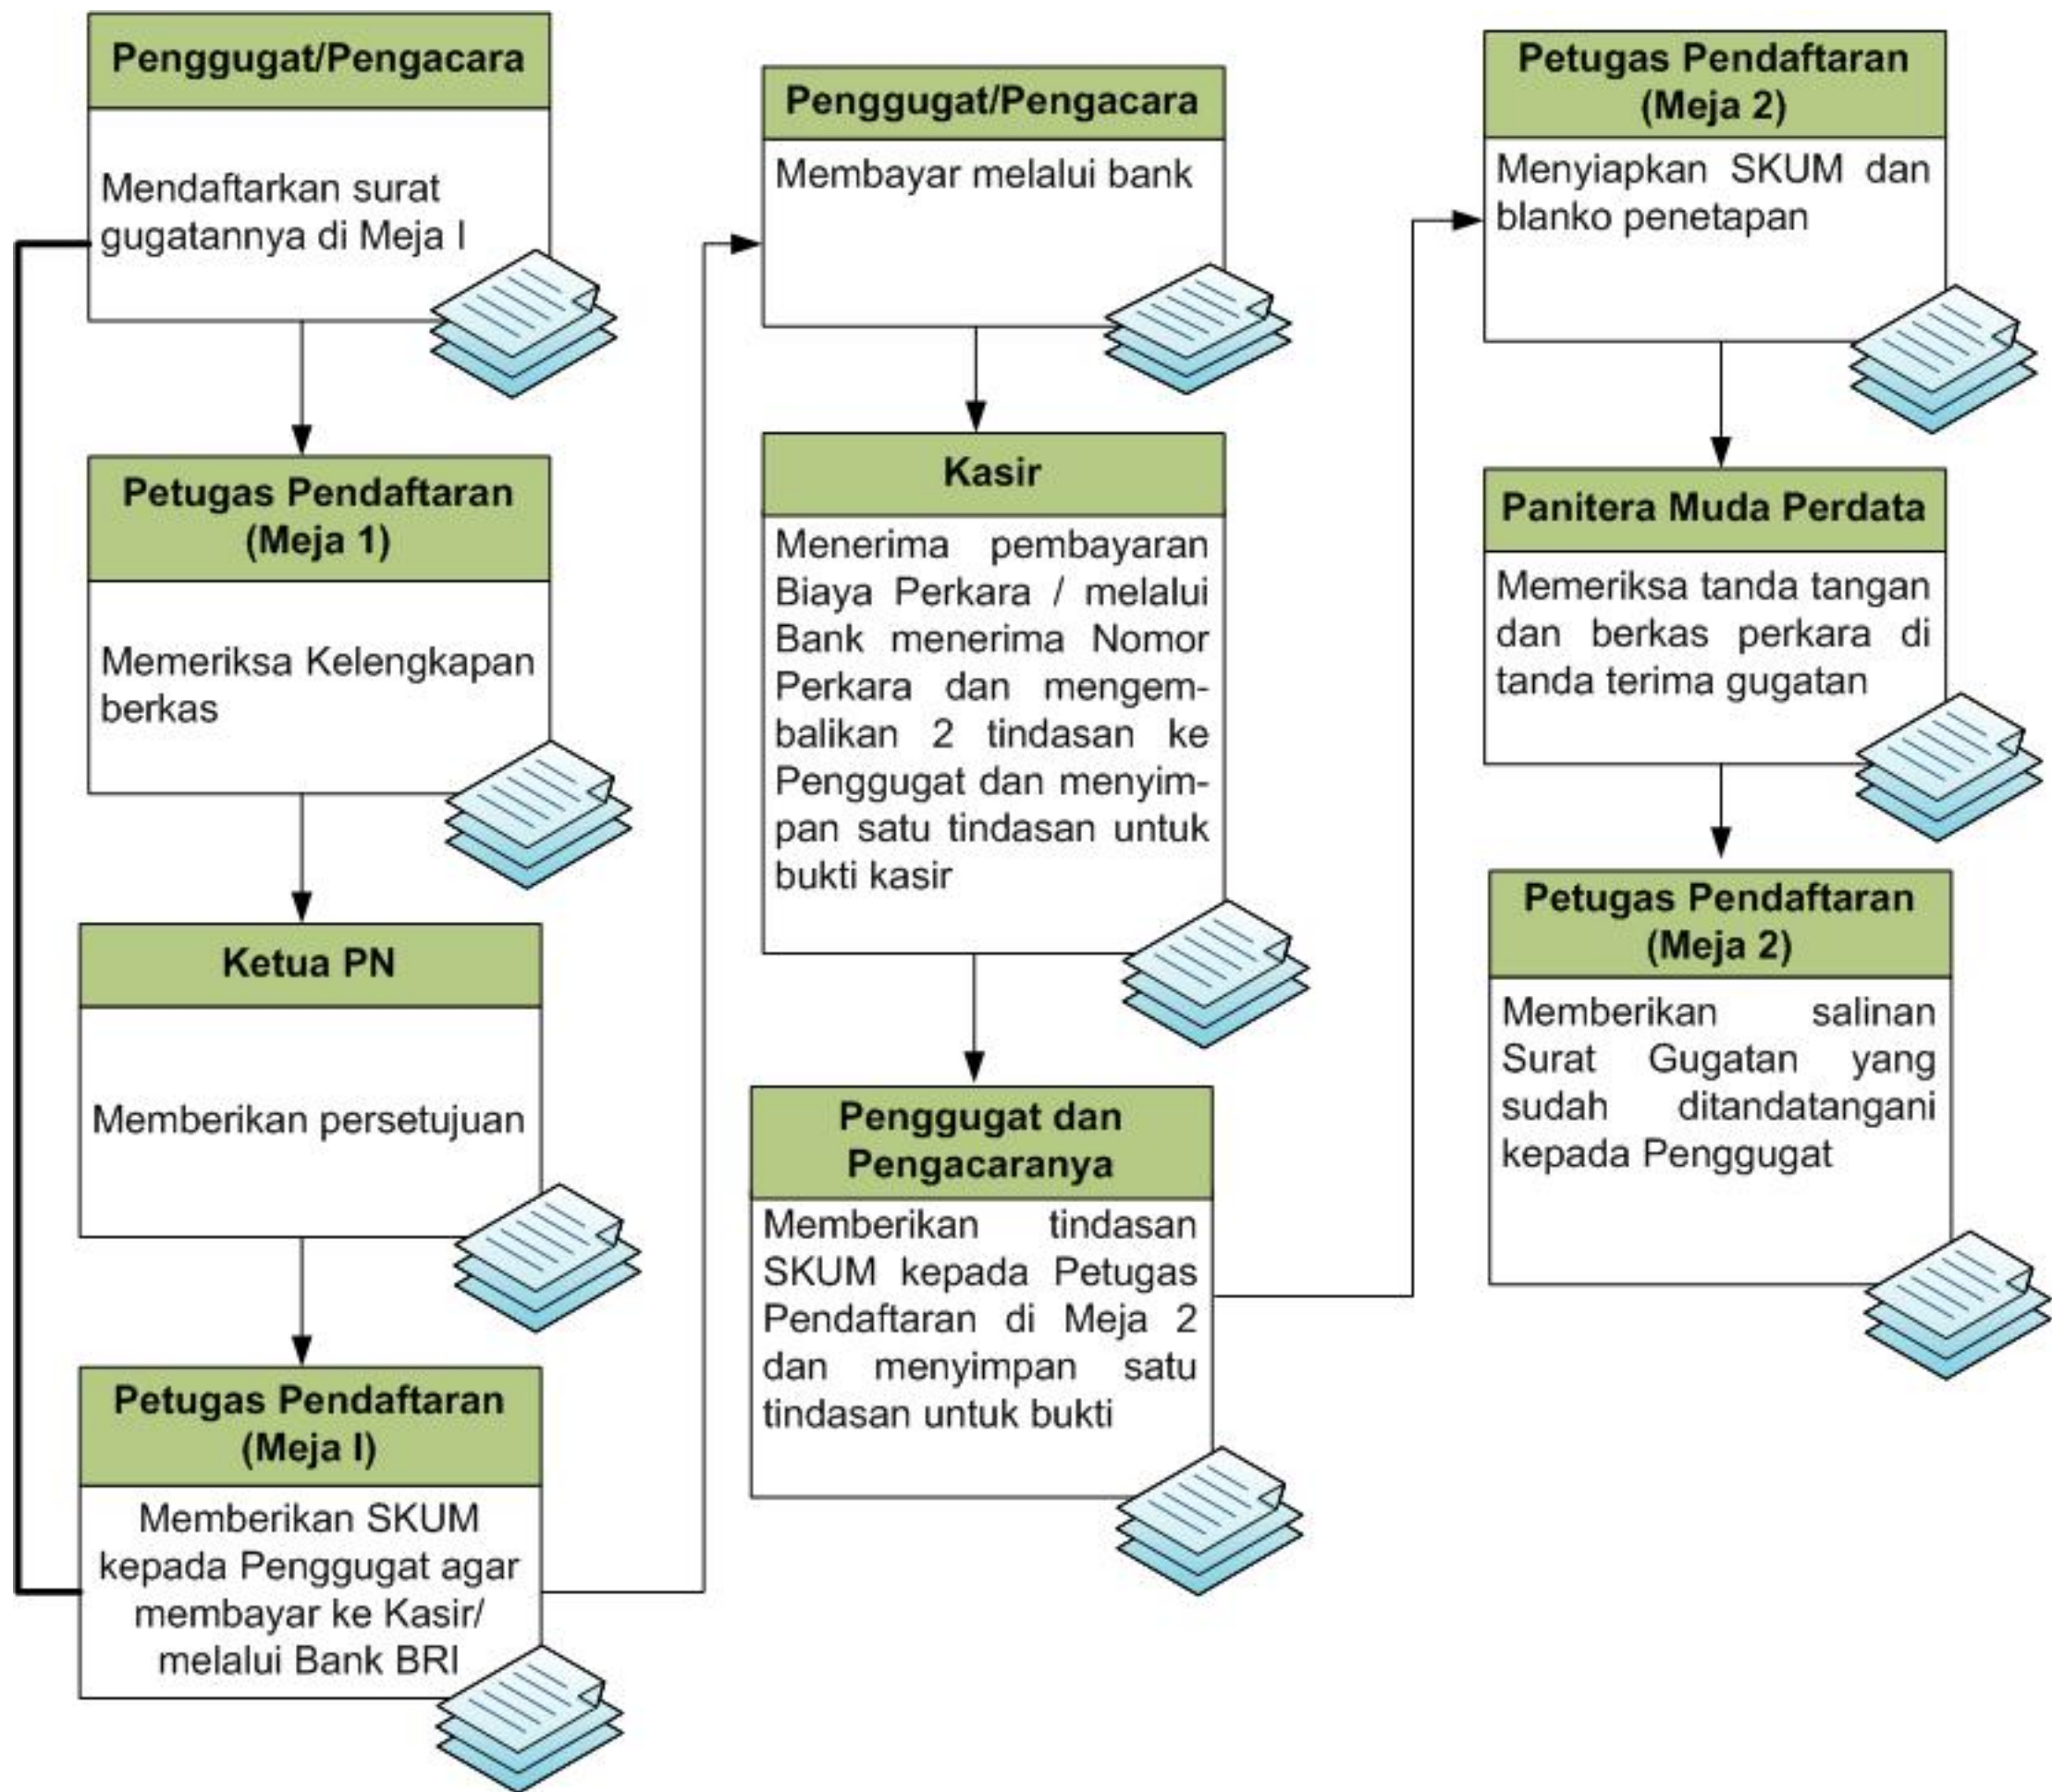 Penggugat/Pengacara
Mendaftarkan surat
gugatannya di Meja I
Petugas Pendaftaran
(Meja 1)
Memeriksa Kelengkapan
berkas
Ketua PN
Memberikan persetujuan
Petugas Pendaftaran
(Meja I)
Memberikan SKUM
kepada Penggugat agar
membayar ke Kasir/
melalui Bank BRI
Penggugat/Pengacara
Membayar melalui bank
Kasir
Menerima pembayaran
Biaya Perkara / melalui
Bank menerima Nomor
Perkara dan mengem-
balikan 2 tindasan ke
Penggugat dan menyim-
pan satu tindasan untuk
bukti kasir
Penggugat dan
Pengacaranya
Memberikan tindasan
SKUM kepada Petugas
Pendaftaran di Meja 2
dan menyimpan satu
tindasan untuk bukti
Petugas Pendaftaran
(Meja 2)
Menyiapkan SKUM dan
blanko penetapan
Panitera Muda Perdata
Memeriksa tanda tangan
dan berkas perkara di
tanda terima gugatan
Petugas Pendaftaran
(Meja 2)
Memberikan salinan
Surat Gugatan yang
sudah ditandatangani
kepada Penggugat